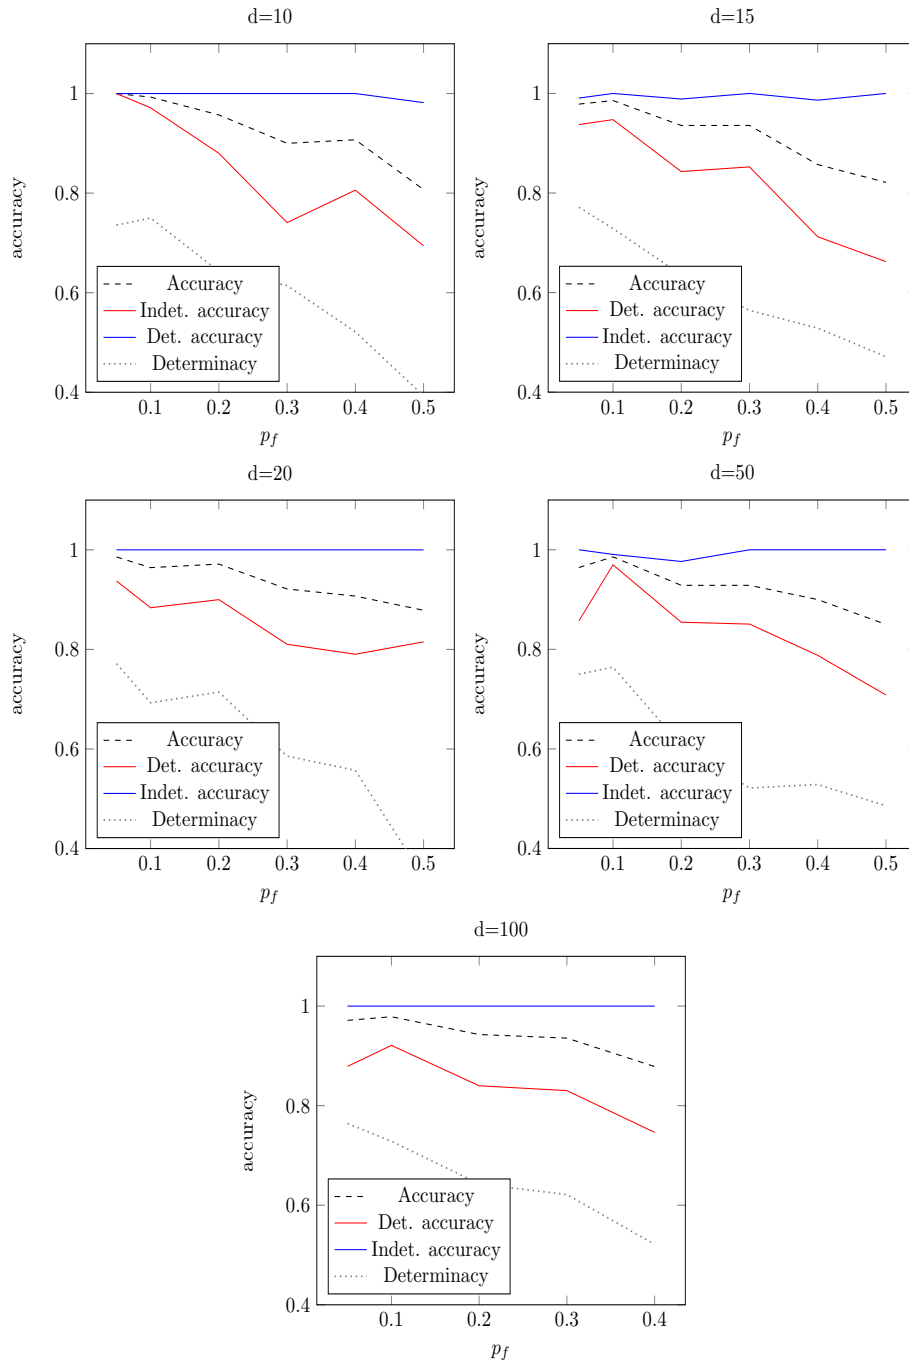 d=10
accuracy
1
0.8
0.6
0.4
Accuracy
Indet. accuracy
Det. accuracy
Determinacy
0.1 0.2 0.3 0.4 0.5
p_f
d=15
accuracy
1
0.8
0.6
0.4
Accuracy
Det. accuracy
Indet. accuracy
Determinacy
0.1 0.2 0.3 0.4 0.5
p_f
d=20
accuracy
1
0.8
0.6
0.4
Accuracy
Det. accuracy
Indet. accuracy
Determinacy
0.1 0.2 0.3 0.4 0.5
p_f
d=50
accuracy
1
0.8
0.6
0.4
Accuracy
Det. accuracy
Indet. accuracy
Determinacy
0.1 0.2 0.3 0.4 0.5
p_f
d=100
accuracy
1
0.8
0.6
0.4
Accuracy
Det. accuracy
Indet. accuracy
Determinacy
0.1 0.2 0.3 0.4
p_f